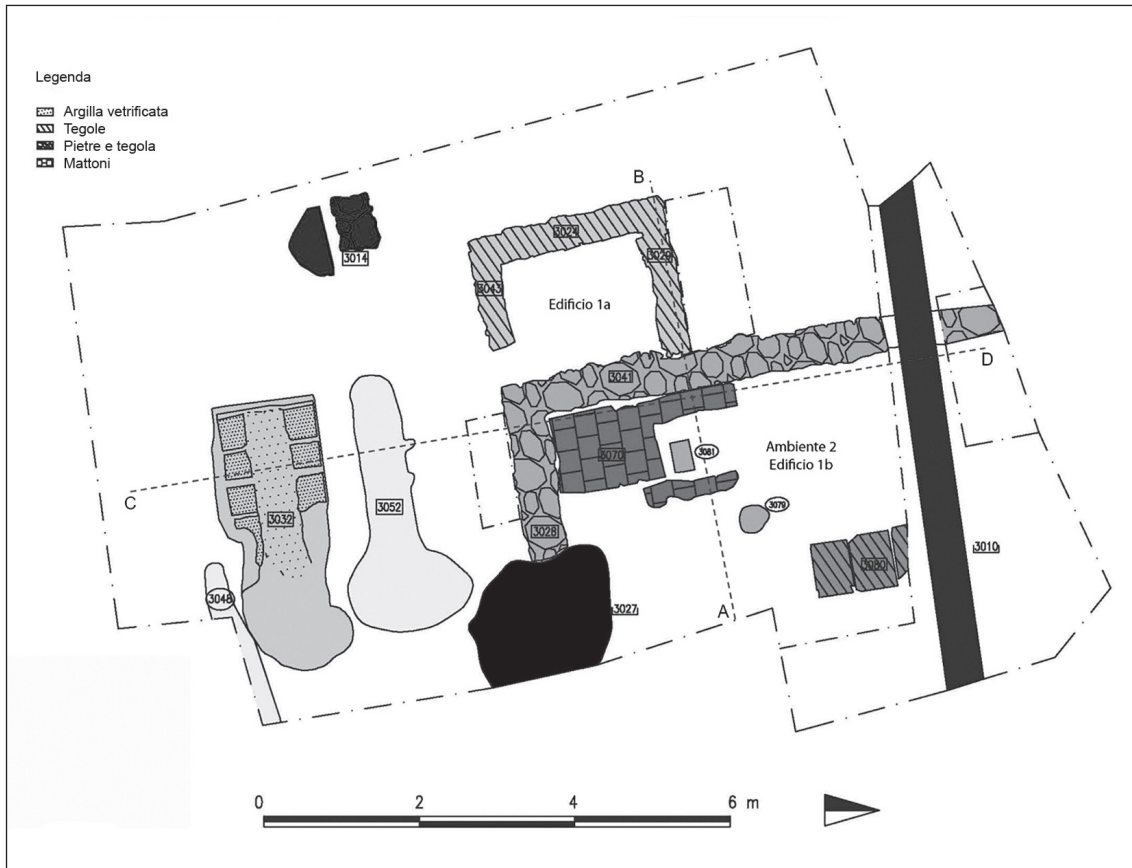 Legenda
Argilla vetrificata
Tegole
Pietre e tegola
Mattoni
B
3024
3014
3029
3043
Edificio 1a
3041
D
Ambiente 2
Edificio 1b
3070
3081
C
3032
3052
3028
3079
3010
3080
3048
A
3027
0 2 4 6 m